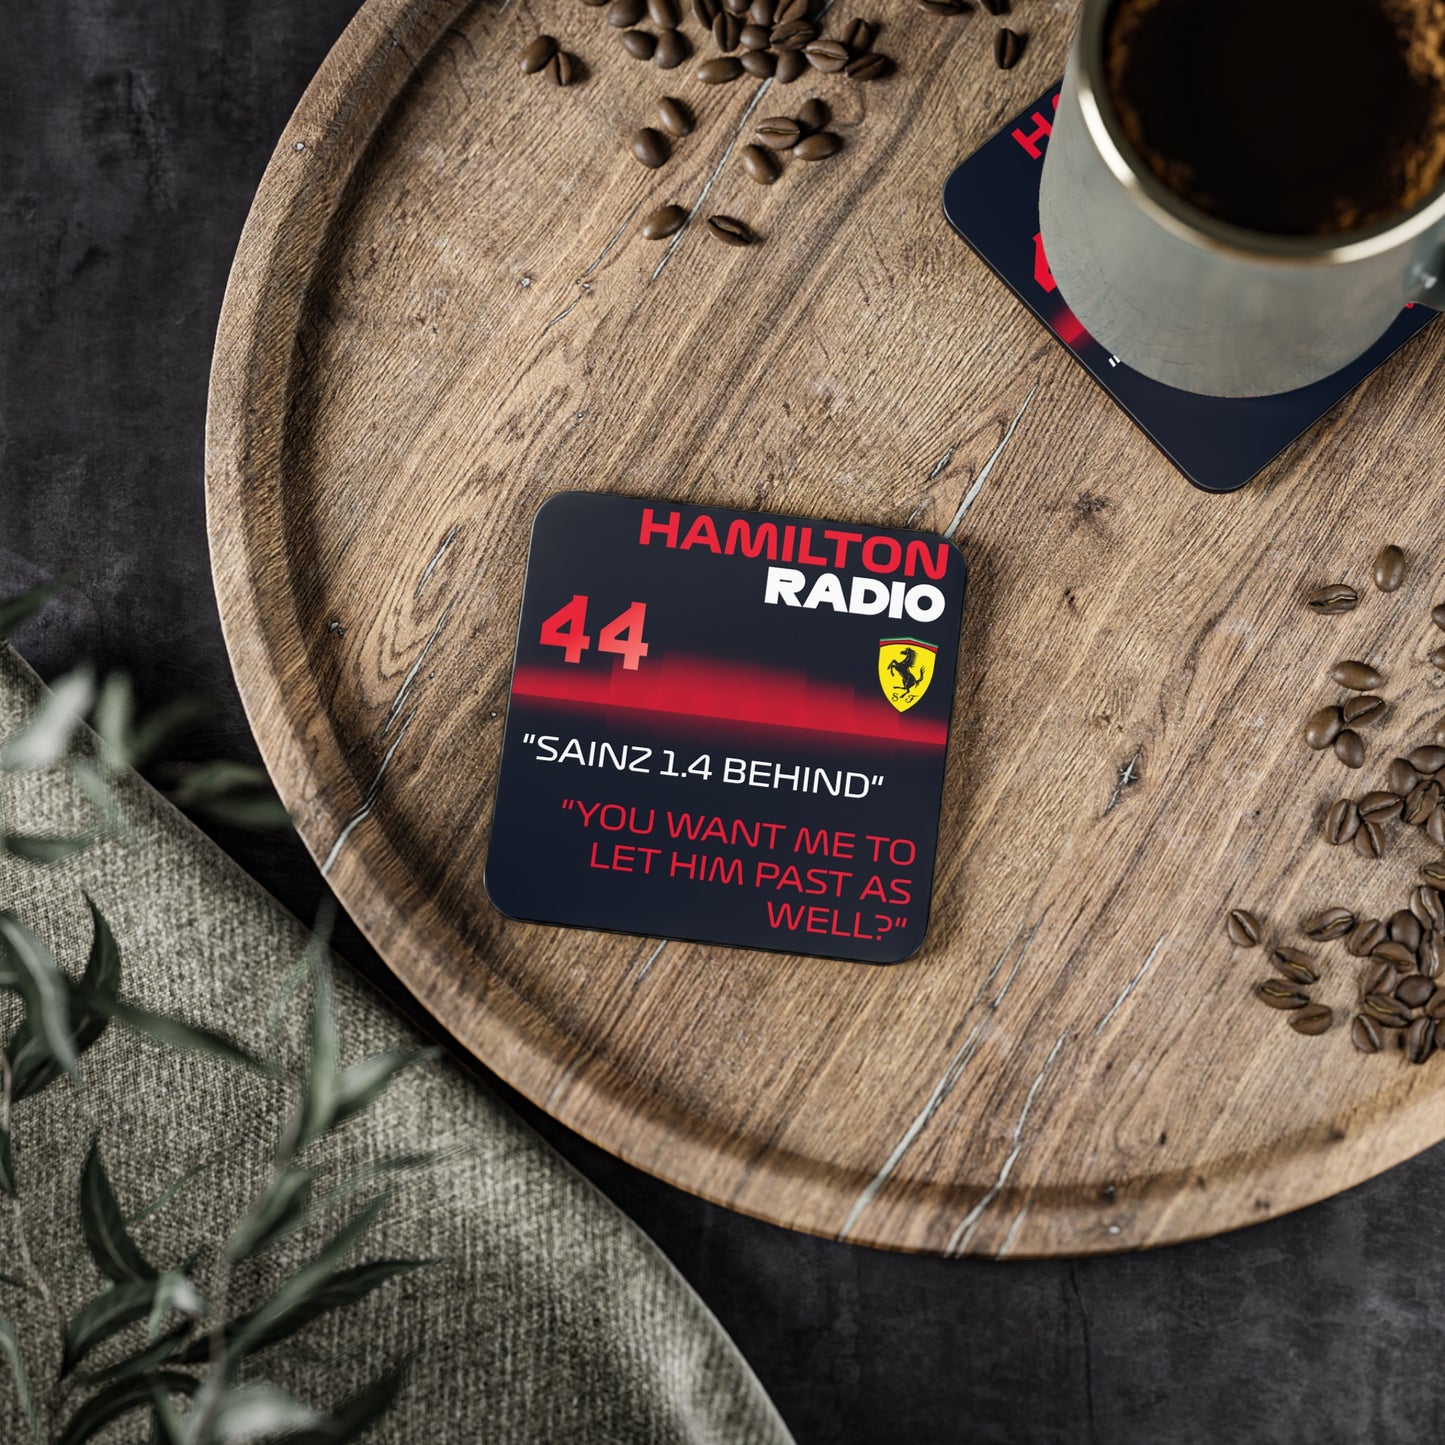 HAMILTON
RADIO
44
S F
“SAINZ 1.4 BEHIND”
“YOU WANT ME TO
LET HIM PAST AS
WELL?”